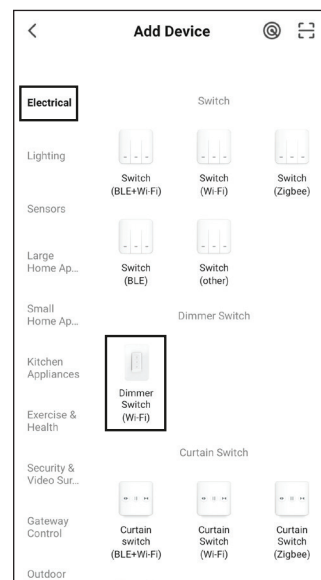 Add Device
Electrical
Lighting
Sensors
Large
Home Ap...
Small
Home Ap...
Kitchen
Appliances
Exercise &
Health
Security &
Video Sur...
Gateway
Control
Outdoor
Switch
Switch
(BLE+Wi-Fi)
Switch
(Wi-Fi)
Switch
(Zigbee)
Switch
(BLE)
Switch
(other)
Dimmer Switch
Dimmer
Switch
(Wi-Fi)
Curtain Switch
Curtain
switch
(BLE+Wi-Fi)
Curtain
Switch
(Wi-Fi)
Curtain
Switch
(Zigbee)